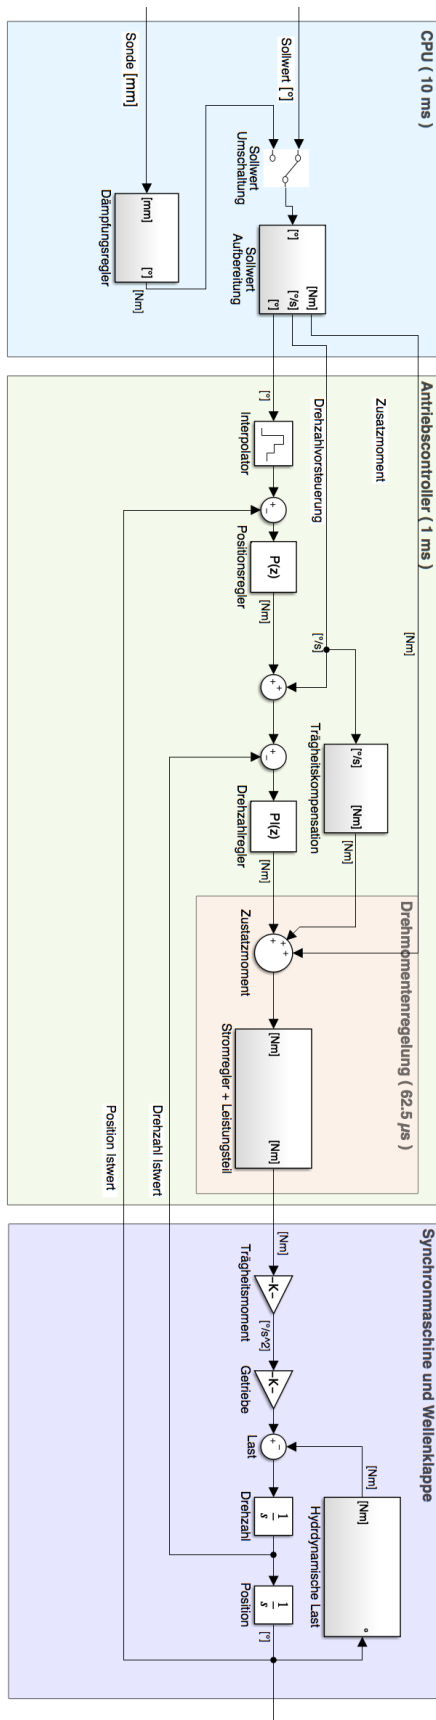 CPU ( 10 ms )
Sonde [mm]
Sollwert [°]
Sollwert
Umschaltung
[°]
[Nm]
[°/s]
[°]
Sollwert
Aufbereitung
[mm]
[°]
Dämpfungsregler
[Nm]
Antriebscontroller ( 1 ms )
Zusatzmoment
[Nm]
Drehzahlvorsteuerung
[°/s]
[°/s]
[Nm]
Trägheitskompensation
[Nm]
[°]
Interpolator
+
−
P(z)
Positionsregler
[Nm]
+
+
+
−
PI(z)
Drehzahlregler
[Nm]
Drehmomentenregelung ( 62.5 µs )
+
+
+
Zustatzmoment
[Nm]
[Nm]
Stromregler + Leistungsteil
Drehzahl Istwert
Position Istwert
Synchronmaschine und Wellenklappe
[Nm]
-K-
Trägheitsmoment
[°/s^2]
-K-
Getriebe
−
+
Last
[Nm]
[Nm]
°
Hydrdynamische Last
1
s
Drehzahl
1
s
Position
[°]